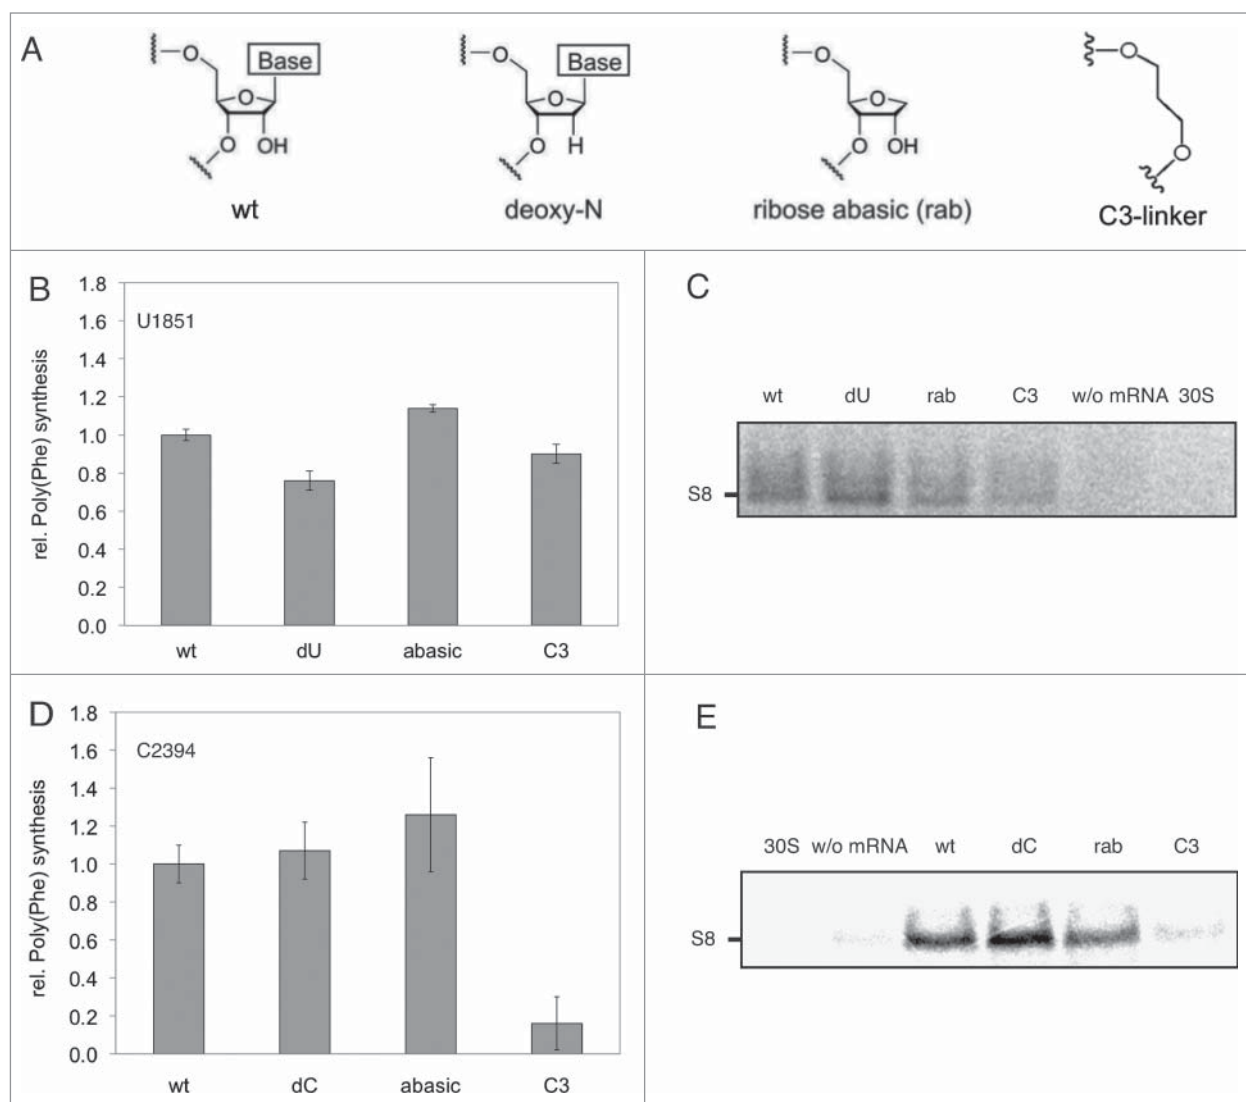 A
O
Base
O
O
OH
wt
O
Base
O
O
H
deoxy-N
O
O
O
OH
ribose abasic (rab)
O
O
C3-linker
B
rel. Poly(Phe) synthesis
1.8
1.6
1.4
1.2
1.0
0.8
0.6
0.4
0.2
0.0
U1851
wt dU abasic C3
C
wt dU rab C3 w/o mRNA 30S
S8
D
rel. Poly(Phe) synthesis
1.8
1.6
1.4
1.2
1.0
0.8
0.6
0.4
0.2
0.0
C2394
wt dC abasic C3
E
30S w/o mRNA wt dC rab C3
S8